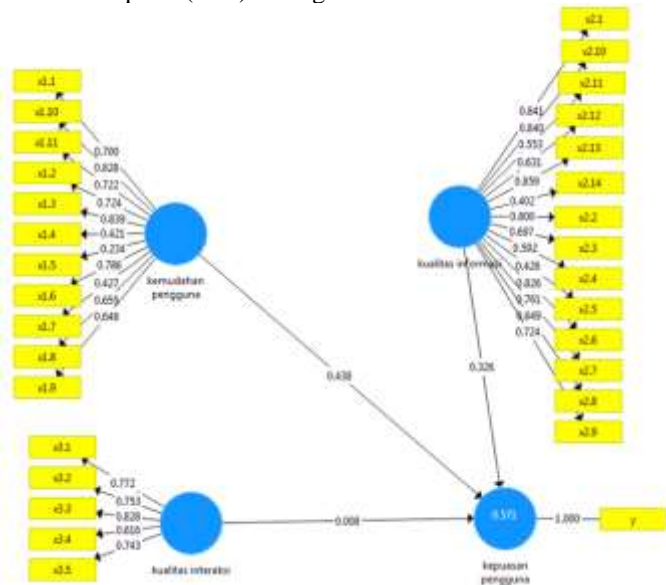 x1.1
x1.10
x1.11
x1.2
x1.3
x1.4
x1.5
x1.6
x1.7
x1.8
x1.9
0.700
0.828
0.722
0.724
0.839
0.421
0.234
0.786
0.427
0.659
0.648
kemudahan
pengguna
x2.1
x2.10
x2.11
x2.12
x2.13
x2.14
x2.2
x2.3
x2.4
x2.5
x2.6
x2.7
x2.8
x2.9
0.841
0.840
0.553
0.631
0.859
0.402
0.800
0.697
0.592
0.428
0.826
0.761
0.849
0.724
kualitas informasi
0.438
0.326
x3.1
x3.2
x3.3
x3.4
x3.5
0.772
0.753
0.828
0.616
0.743
kualitas interaksi
0.008
0.571
1.000
y
kepuasan
pengguna